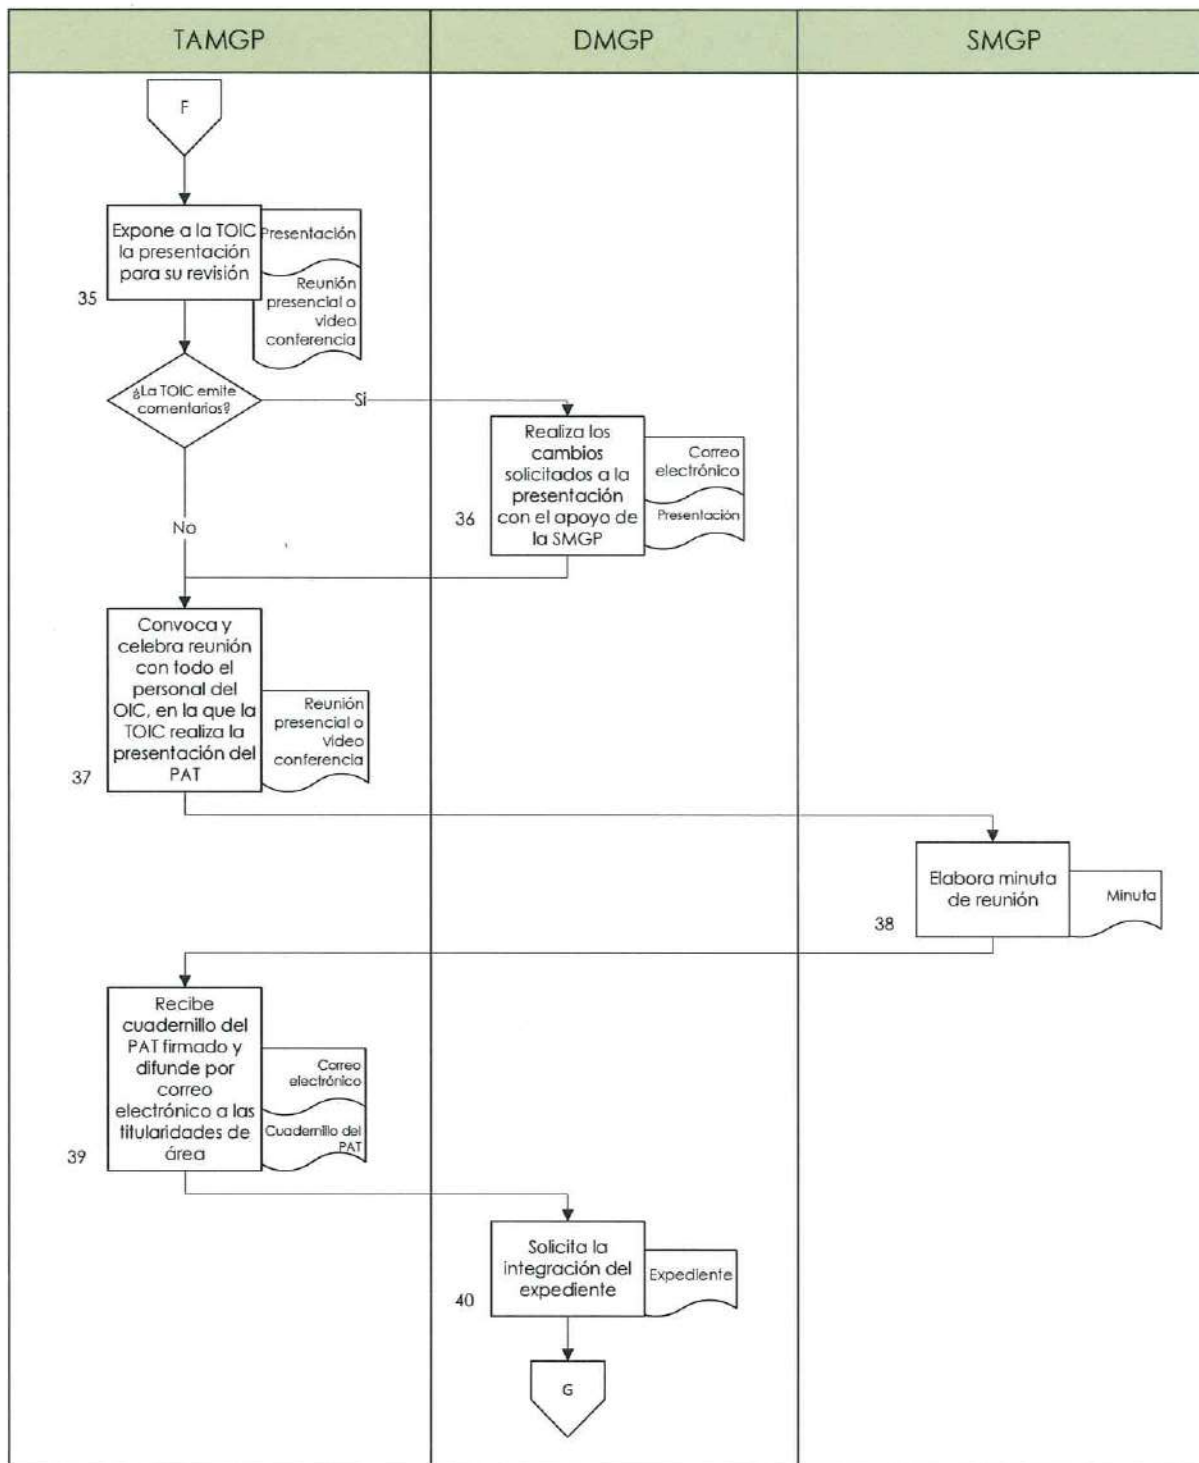 TAMGP
DMGP
SMGP
F
Expone a la TOIC
la presentación
para su revisión
Presentación
Reunión
presencial o
video
conferencia
35
¿La TOIC emite
comentarios?
Si
Realiza los
cambios
solicitados a la
presentación
con el apoyo de
la SMGP
Correo
electrónico
Presentación
36
No
Convoca y
celebra reunión
con todo el
personal del
OIC, en la que la
TOIC realiza la
presentación del
PAT
Reunión
presencial o
video
conferencia
37
Elabora minuta
de reunión
Minuta
38
Recibe
cuadernillo del
PAT firmado y
difunde por
correo
electrónico a las
titularidades de
área
Correo
electrónico
Cuadernillo del
PAT
39
Solicita la
integración del
expediente
Expediente
40
G